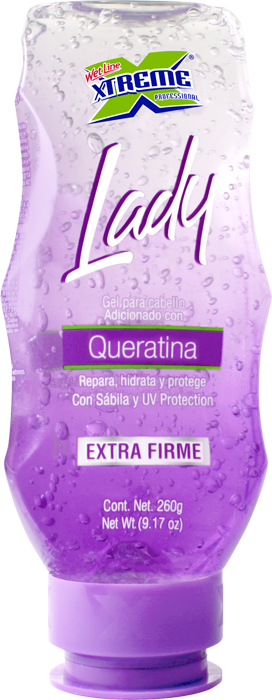 Wet Line
XTREME
PROFESSIONAL
®
Lady
Gel para cabello
Adicionado con
Queratina
Repara, hidrata y protege
Con Sábila y UV Protection
EXTRA FIRME
Cont. Net. 260g
Net Wt. (9.17 oz)